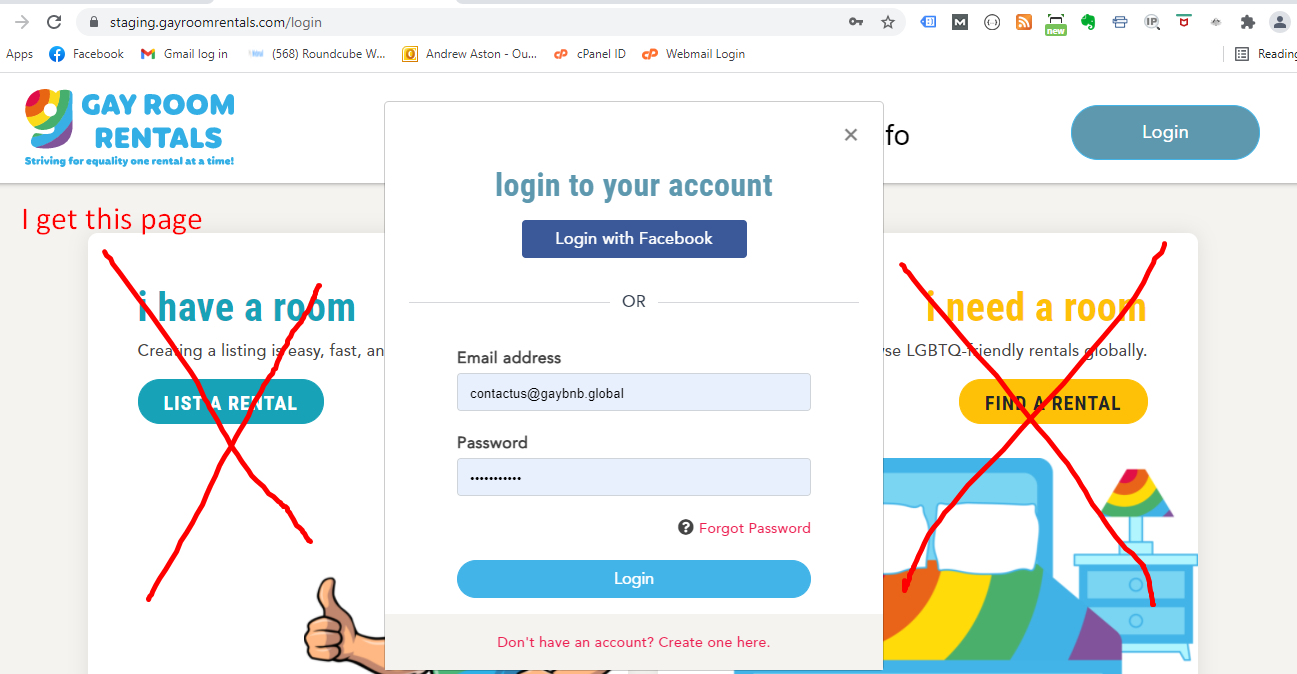 staging.gayroomrentals.com/login
new
IP
Apps Facebook Gmail log in (568) Roundcube W... Andrew Aston - Ou... cPanel ID Webmail Login Reading
GAY ROOM
RENTALS
Striving for equality one rental at a time!
fo
Login
×
login to your account
I get this page
Login with Facebook
OR
i have a room
i need a room
Creating a listing is easy, fast, an
se LGBTQ-friendly rentals globally.
Email address
contactus@gaybnb.global
LIST A RENTAL
FIND A RENTAL
Password
•••••••••••
? Forgot Password
Login
Don't have an account? Create one here.